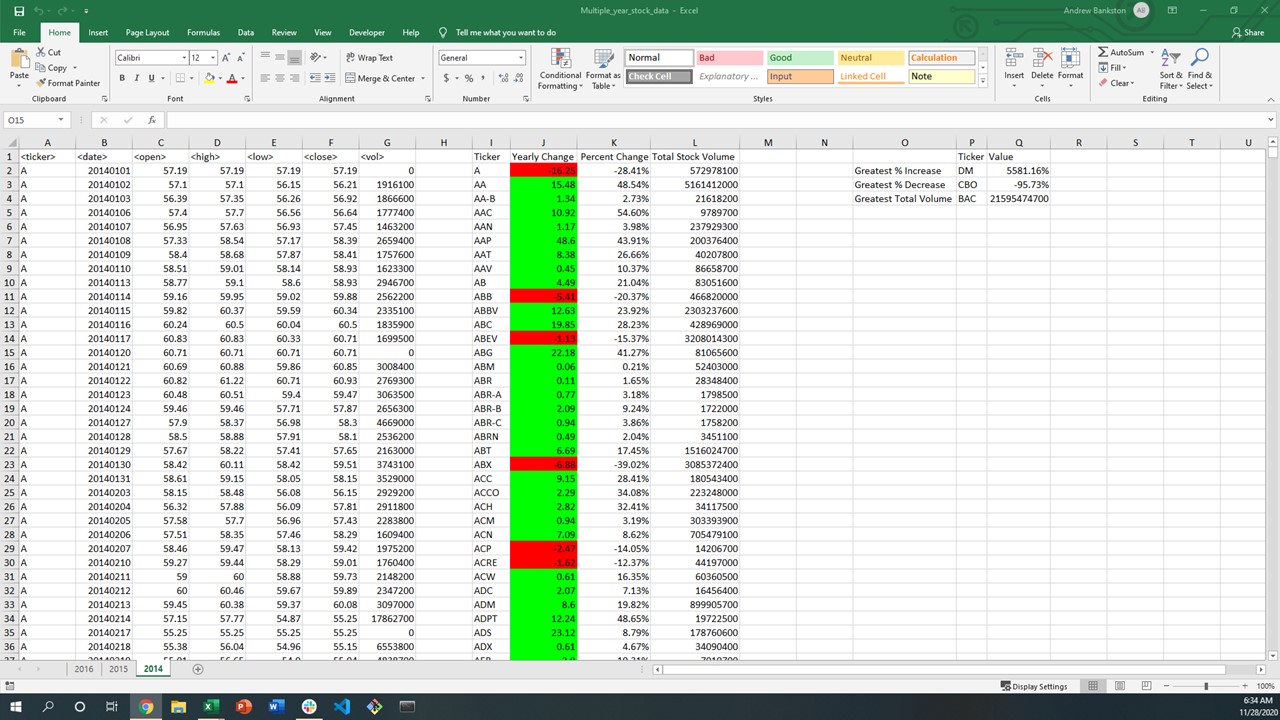 Multiple_year_stock_data - Excel
Andrew Bankston AB
File Home Insert Page Layout Formulas Data Review View Developer Help Tell me what you want to do Share
Paste Cut Copy Format Painter Clipboard
Calibri 12 B I U Font
Wrap Text Merge & Center Alignment
General $ % , Number
Conditional Formatting Format as Table
Normal Bad Good Neutral Calculation
Check Cell Explanatory ... Input Linked Cell Note
Styles
Insert Delete Format Cells
AutoSum Fill Clear Sort & Filter Find & Select Editing
O15 fx
A B C D E F G H I J K L M N O P Q R S T U
1 <ticker> <date> <open> <high> <low> <close> <vol> Ticker Yearly Change Percent Change Total Stock Volume Ticker Value
2 A 20140101 57.19 57.19 57.19 57.19 0 A -16.25 -28.41% 572978100 Greatest % Increase DM 5581.16%
3 A 20140102 57.1 57.1 56.15 56.21 1916100 AA 15.48 48.54% 5161412000 Greatest % Decrease CBO -95.73%
4 A 20140103 56.39 57.35 56.26 56.92 1866600 AA-B 1.34 2.73% 21618200 Greatest Total Volume BAC 21595474700
5 A 20140106 57.4 57.7 56.56 56.64 1777400 AAC 10.92 54.60% 9789700
6 A 20140107 56.95 57.63 56.93 57.45 1463200 AAN 1.17 3.98% 237929300
7 A 20140108 57.33 58.54 57.17 58.39 2659400 AAP 48.6 43.91% 200376400
8 A 20140109 58.4 58.68 57.87 58.41 1757600 AAT 8.38 26.66% 40207800
9 A 20140110 58.51 59.01 58.14 58.93 1623300 AAV 0.45 10.37% 86658700
10 A 20140113 58.77 59.1 58.6 58.93 2946700 AB 4.49 21.04% 83051600
11 A 20140114 59.16 59.95 59.02 59.88 2562200 ABB -5.41 -20.37% 466820000
12 A 20140115 59.82 60.37 59.59 60.34 2335100 ABBV 12.63 23.92% 2303237600
13 A 20140116 60.24 60.5 60.04 60.5 1835900 ABC 19.85 28.23% 428969000
14 A 20140117 60.83 60.83 60.33 60.71 1699500 ABEV -1.13 -15.37% 3208014300
15 A 20140120 60.71 60.71 60.71 60.71 0 ABG 22.18 41.27% 81065600
16 A 20140121 60.69 60.88 59.86 60.85 3008400 ABM 0.06 0.21% 52403000
17 A 20140122 60.82 61.22 60.71 60.93 2769300 ABR 0.11 1.65% 28348400
18 A 20140123 60.48 60.51 59.4 59.47 3063500 ABR-A 0.77 3.18% 1798500
19 A 20140124 59.46 59.46 57.71 57.87 2656300 ABR-B 2.09 9.24% 1722000
20 A 20140127 57.9 58.37 56.98 58.3 4669000 ABR-C 0.94 3.86% 1758200
21 A 20140128 58.5 58.88 57.91 58.1 2536200 ABRN 0.49 2.04% 3451100
22 A 20140129 57.67 58.22 57.41 57.65 2163000 ABT 6.69 17.45% 1516024700
23 A 20140130 58.42 60.11 58.42 59.51 3743100 ABX -6.88 -39.02% 3085372400
24 A 20140131 58.61 59.15 58.05 58.15 3529000 ACC 9.15 28.41% 180543400
25 A 20140203 58.15 58.48 56.08 56.15 2929200 ACCO 2.29 34.08% 223248000
26 A 20140204 56.32 57.88 56.09 57.81 2911800 ACH 2.82 32.41% 34117500
27 A 20140205 57.58 57.7 56.96 57.43 2283800 ACM 0.94 3.19% 303393900
28 A 20140206 57.51 58.35 57.46 58.29 1609400 ACN 7.09 8.62% 705479100
29 A 20140207 58.46 59.47 58.13 59.42 1975200 ACP -2.47 -14.05% 14206700
30 A 20140210 59.27 59.44 58.29 59.01 1760400 ACRE -1.62 -12.37% 44197000
31 A 20140211 59 60 58.88 59.73 2148200 ACW 0.61 16.35% 60360500
32 A 20140212 60 60.46 59.67 59.89 2347200 ADC 2.07 7.13% 16456400
33 A 20140213 59.45 60.38 59.37 60.08 3097000 ADM 8.6 19.82% 899905700
34 A 20140214 57.15 57.77 54.87 55.25 17862700 ADPT 12.24 48.65% 19722500
35 A 20140217 55.25 55.25 55.25 55.25 0 ADS 23.12 8.79% 178760600
36 A 20140218 55.38 56.04 54.96 55.15 6553800 ADX 0.61 4.67% 34090400
2016 2015 2014
Display Settings 100%
6:34 AM
11/28/2020